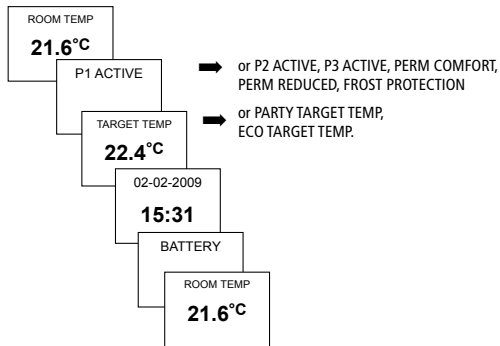 ROOM TEMP
21.6°C
P1 ACTIVE
or P2 ACTIVE, P3 ACTIVE, PERM COMFORT,
PERM REDUCED, FROST PROTECTION
TARGET TEMP
22.4°C
or PARTY TARGET TEMP,
ECO TARGET TEMP.
02-02-2009
15:31
BATTERY
ROOM TEMP
21.6°C